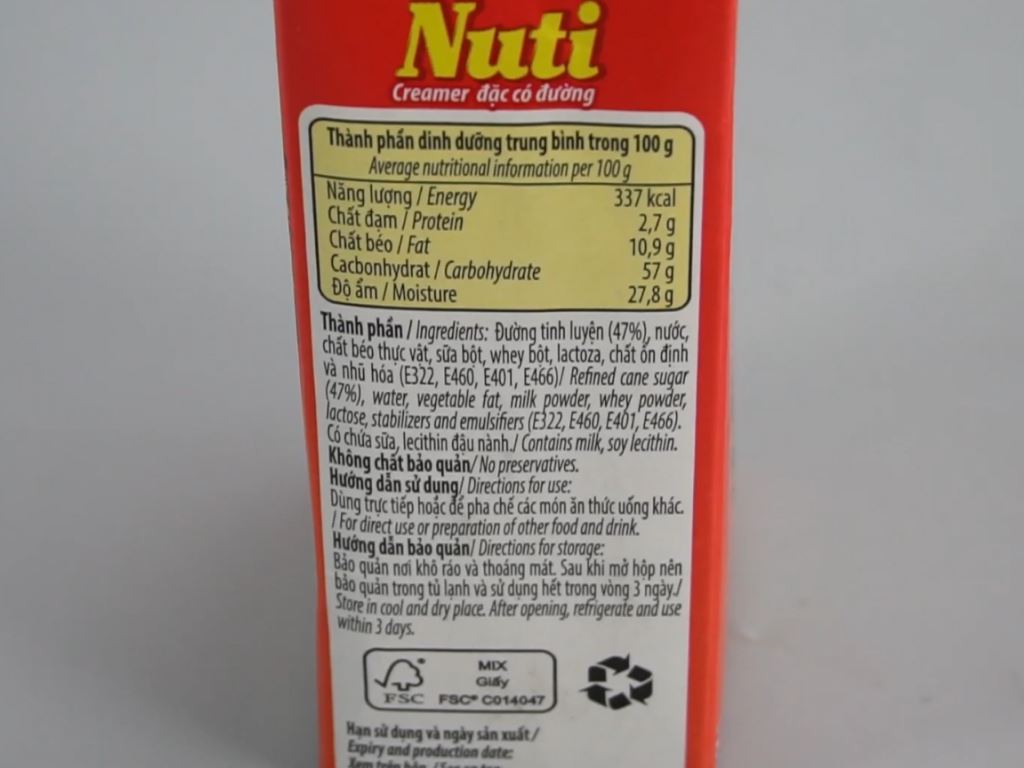 Nuti
Creamer đặc có đường
Thành phần dinh dưỡng trung bình trong 100 g
Average nutritional information per 100 g
Năng lượng / Energy 337 kcal
Chất đạm / Protein 2,7 g
Chất béo / Fat 10,9 g
Cacbonhydrat / Carbohydrate 57 g
Độ ẩm / Moisture 27,8 g
Thành phần / Ingredients: Đường tinh luyện (47%), nước,
chất béo thực vật, sữa bột, whey bột, lactoza, chất ổn định
và nhũ hóa (E322, E460, E401, E466)/ Refined cane sugar
(47%), water, vegetable fat, milk powder, whey powder,
lactose, stabilizers and emulsifiers (E322, E460, E401, E466).
Có chứa sữa, lecithin đậu nành./ Contains milk, soy lecithin.
Không chất bảo quản/ No preservatives.
Hướng dẫn sử dụng/ Directions for use:
Dùng trực tiếp hoặc để pha chế các món ăn thức uống khác.
/ For direct use or preparation of other food and drink.
Hướng dẫn bảo quản/ Directions for storage:
Bảo quản nơi khô ráo và thoáng mát. Sau khi mở hộp nên
bảo quản trong tủ lạnh và sử dụng hết trong vòng 3 ngày./
Store in cool and dry place. After opening, refrigerate and use
within 3 days.
MIX
Giấy
FSC FSC® C014047
Hạn sử dụng và ngày sản xuất/
Expiry and production date:
Xem trên